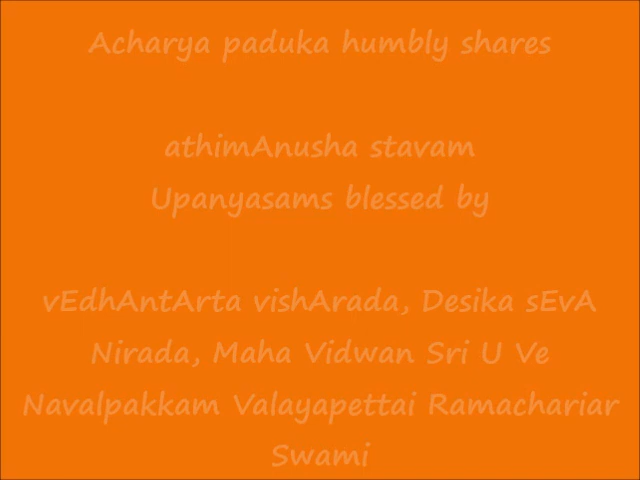 Acharya paduka humbly shares
athimAnusha stavam
Upanyasams blessed by
vEdhAntArta vishArada, Desika sEvA
Nirada, Maha Vidwan Sri U Ve
Navalpakkam Valayapettai Ramachariar
Swami